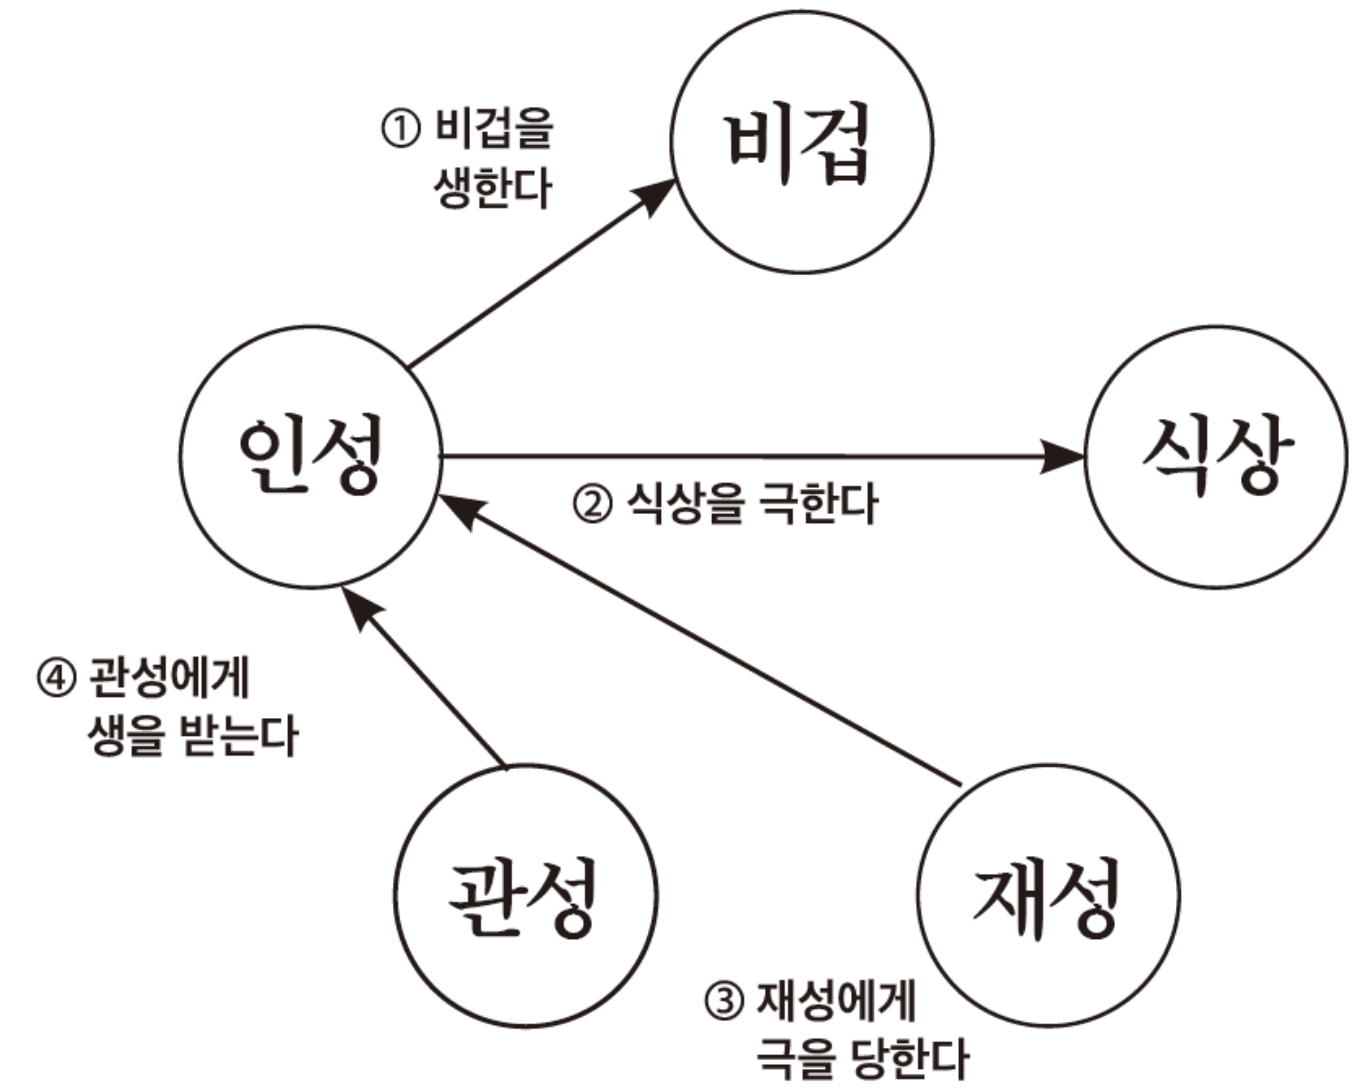 비겁
① 비겁을
생한다
인성
식상
② 식상을 극한다
④ 관성에게
생을 받는다
관성
재성
③ 재성에게
극을 당한다